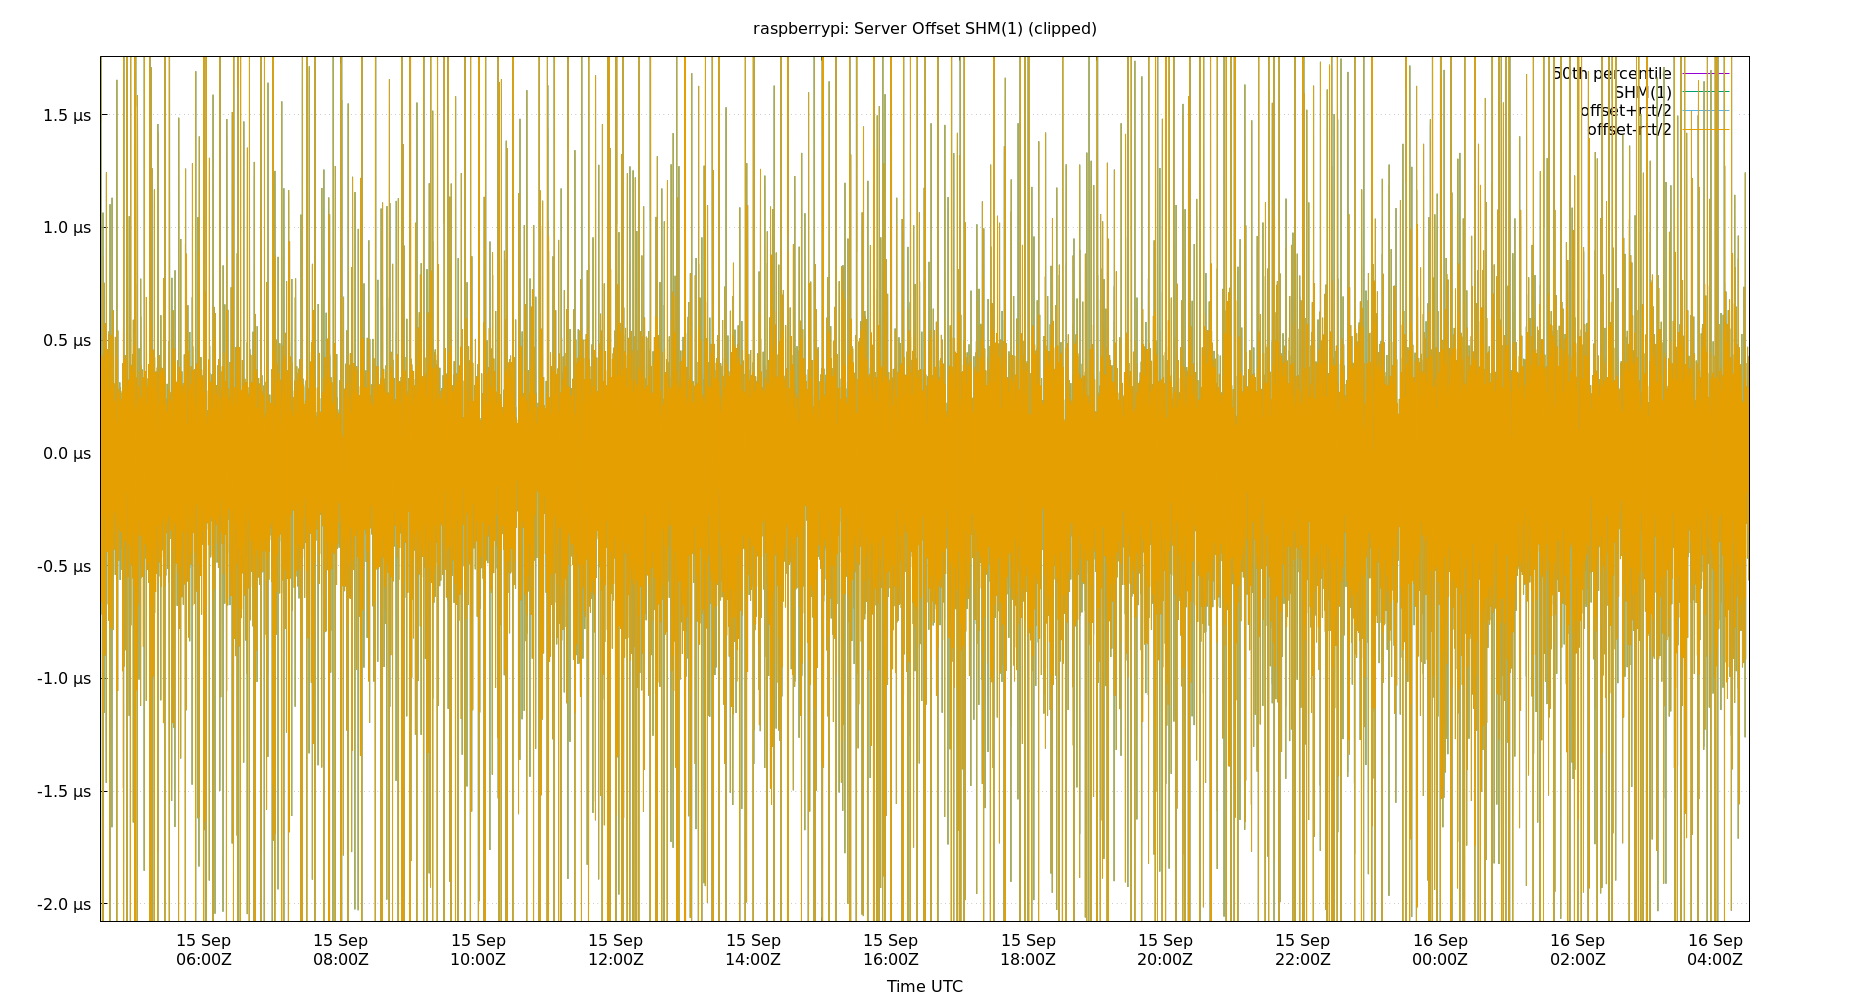 raspberrypi: Server Offset SHM(1) (clipped)
50th percentile
SHM(1)
offset+rtt/2
offset-rtt/2
1.5 µs
1.0 µs
0.5 µs
0.0 µs
-0.5 µs
-1.0 µs
-1.5 µs
-2.0 µs
15 Sep 15 Sep 15 Sep 15 Sep 15 Sep 15 Sep 15 Sep 15 Sep 15 Sep 16 Sep 16 Sep 16 Sep
06:00Z 08:00Z 10:00Z 12:00Z 14:00Z 16:00Z 18:00Z 20:00Z 22:00Z 00:00Z 02:00Z 04:00Z
Time UTC